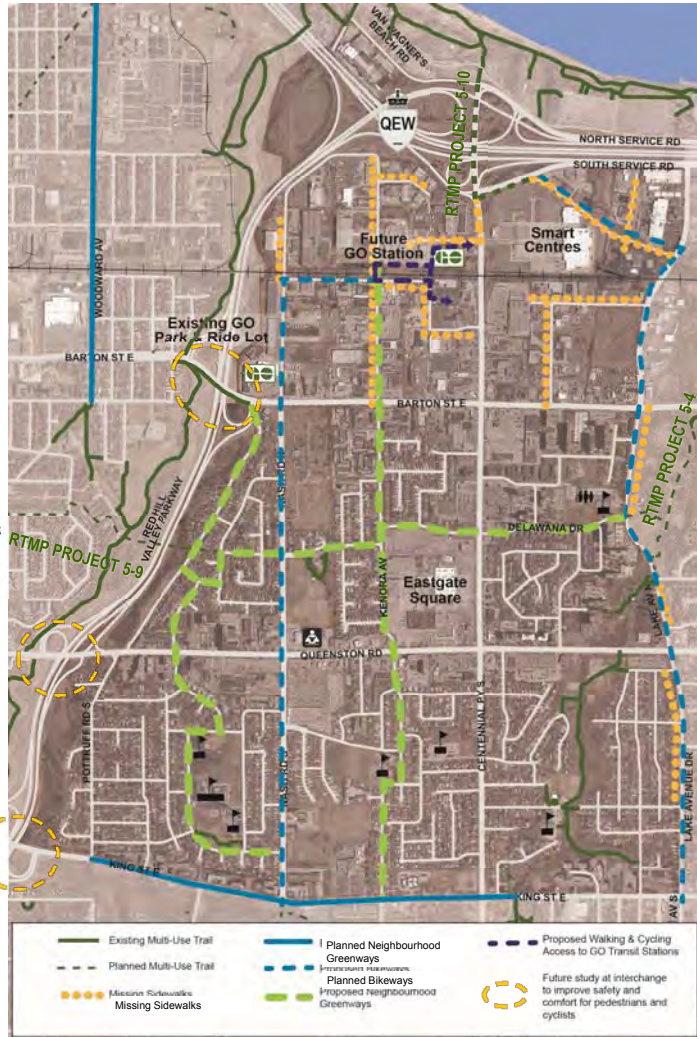 VAN WAGNER'S
BEACH RD
RTMP PROJECT 5-10
QEW
NORTH SERVICE RD
SOUTH SERVICE RD
WOODWARD AV
Future
GO Station
Smart
Centres
Existing GO
Park & Ride Lot
BARTON ST E
BARTON ST E
RTMP PROJECT 5-4
RED HILL
VALLEY PARKWAY
RTMP PROJECT 5-9
DELAWANA DR
KENORA AV
Eastgate
Square
QUEENSTON RD
POTTRUFF RD S
CENTENNIAL PY S
LAKE AVENUE DR
KING ST E
KING ST E
AV S
Existing Multi-Use Trail
Planned Multi-Use Trail
Missing Sidewalks
Missing Sidewalks
Planned Neighbourhood
Greenways
Proposed Bikeways
Planned Bikeways
Proposed Neighbourhood
Greenways
Proposed Walking & Cycling
Access to GO Transit Stations
Future study at interchange
to improve safety and
comfort for pedestrians and
cyclists